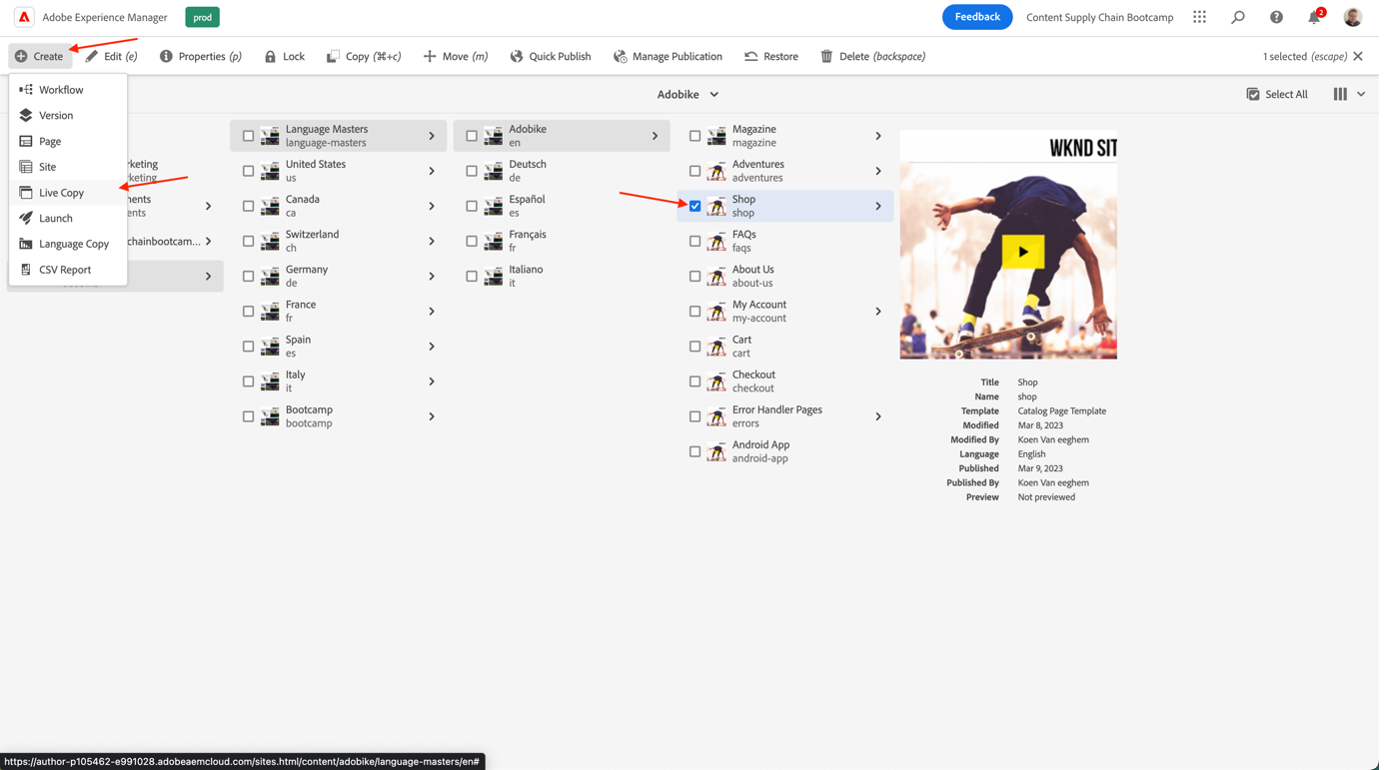 Adobe Experience Manager
prod
Feedback
Content Supply Chain Bootcamp
2
Create
Edit (e)
Properties (p)
Lock
Copy (⌘+c)
Move (m)
Quick Publish
Manage Publication
Restore
Delete (backspace)
1 selected (escape)
Workflow
Version
Page
Site
Live Copy
Launch
Language Copy
CSV Report
Adobike
Select All
rketing
rketing
nents
ents
chainbootcam...
Language Masters
language-masters
United States
us
Canada
ca
Switzerland
ch
Germany
de
France
fr
Spain
es
Italy
it
Bootcamp
bootcamp
Adobike
en
Deutsch
de
Español
es
Français
fr
Italiano
it
Magazine
magazine
Adventures
adventures
Shop
shop
FAQs
faqs
About Us
about-us
My Account
my-account
Cart
cart
Checkout
checkout
Error Handler Pages
errors
Android App
android-app
WKND SIT
Title Shop
Name shop
Template Catalog Page Template
Modified Mar 8, 2023
Modified By Koen Van eeghem
Language English
Published Mar 9, 2023
Published By Koen Van eeghem
Preview Not previewed
https://author-p105462-e991028.adobeaemcloud.com/sites.html/content/adobike/language-masters/en#